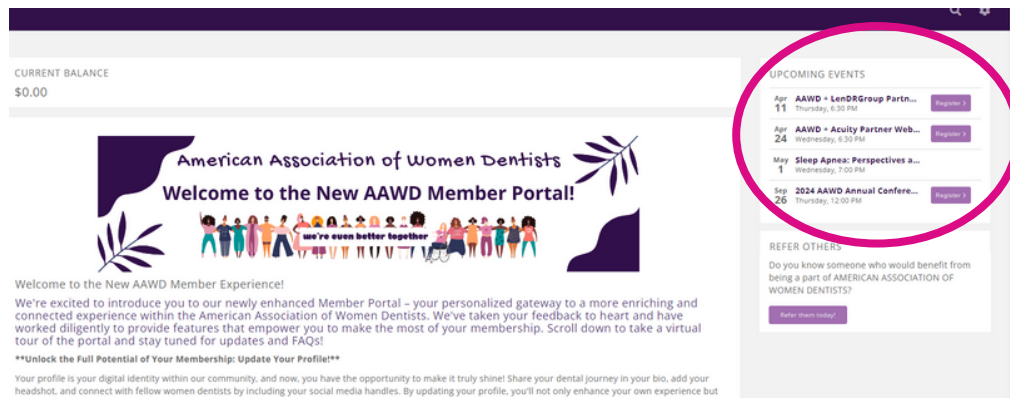 CURRENT BALANCE
$0.00
American Association of Women Dentists
Welcome to the New AAWD Member Portal!
we're even better together
Welcome to the New AAWD Member Experience!
We're excited to introduce you to our newly enhanced Member Portal – your personalized gateway to a more enriching and
connected experience within the American Association of Women Dentists. We've taken your feedback to heart and have
worked diligently to provide features that empower you to make the most of your membership. Scroll down to take a virtual
tour of the portal and stay tuned for updates and FAQs!
**Unlock the Full Potential of Your Membership: Update Your Profile!**
Your profile is your digital identity within our community, and now, you have the opportunity to make it truly shine! Share your dental journey in your bio, add your
headshot, and connect with fellow women dentists by including your social media handles. By updating your profile, you'll not only enhance your own experience but
UPCOMING EVENTS
Apr 11 AAWD + LenDRGroup Partn... Register >
Thursday, 6:30 PM
Apr 24 AAWD + Acuity Partner Web... Register >
Wednesday, 6:30 PM
May 1 Sleep Apnea: Perspectives a...
Wednesday, 7:00 PM
Sep 26 2024 AAWD Annual Confere... Register >
Thursday, 12:00 PM
REFER OTHERS
Do you know someone who would benefit from
being a part of AMERICAN ASSOCIATION OF
WOMEN DENTISTS?
Refer them today!